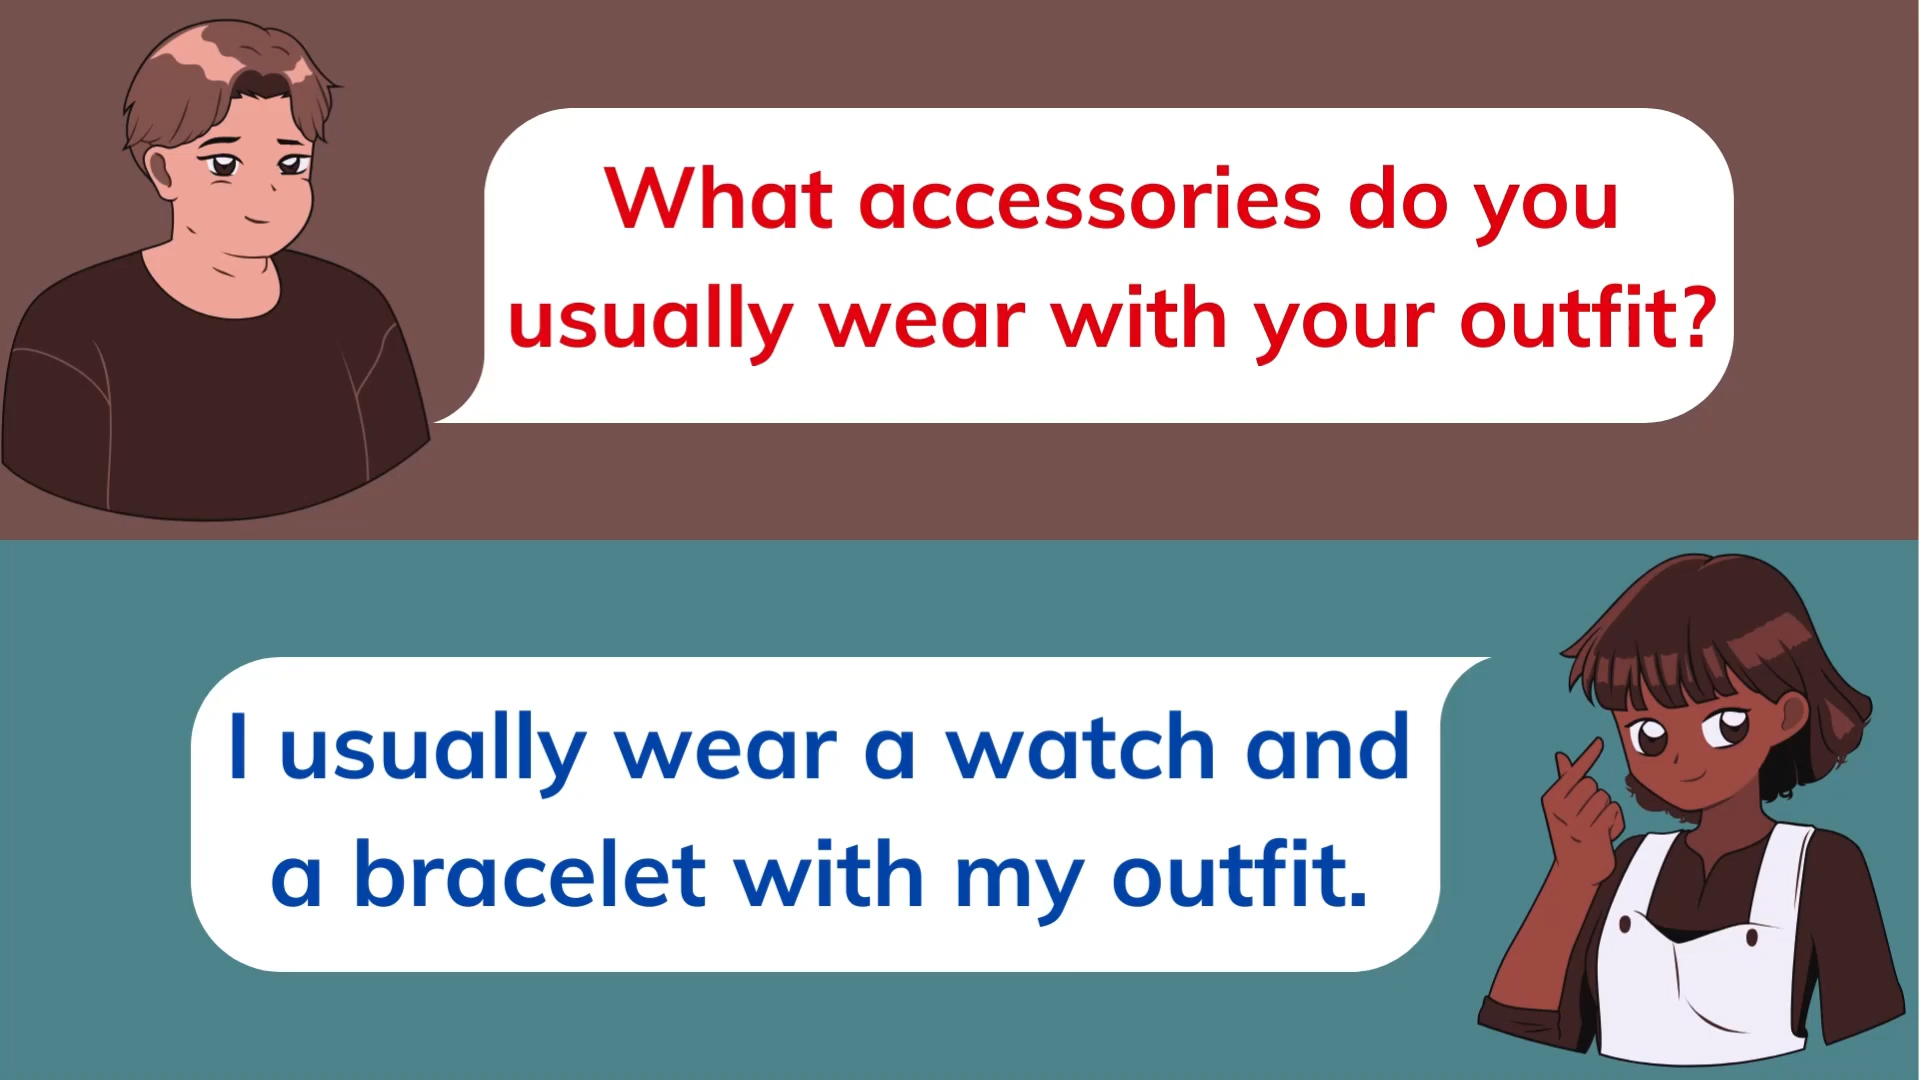 What accessories do you
usually wear with your outfit?
I usually wear a watch and
a bracelet with my outfit.